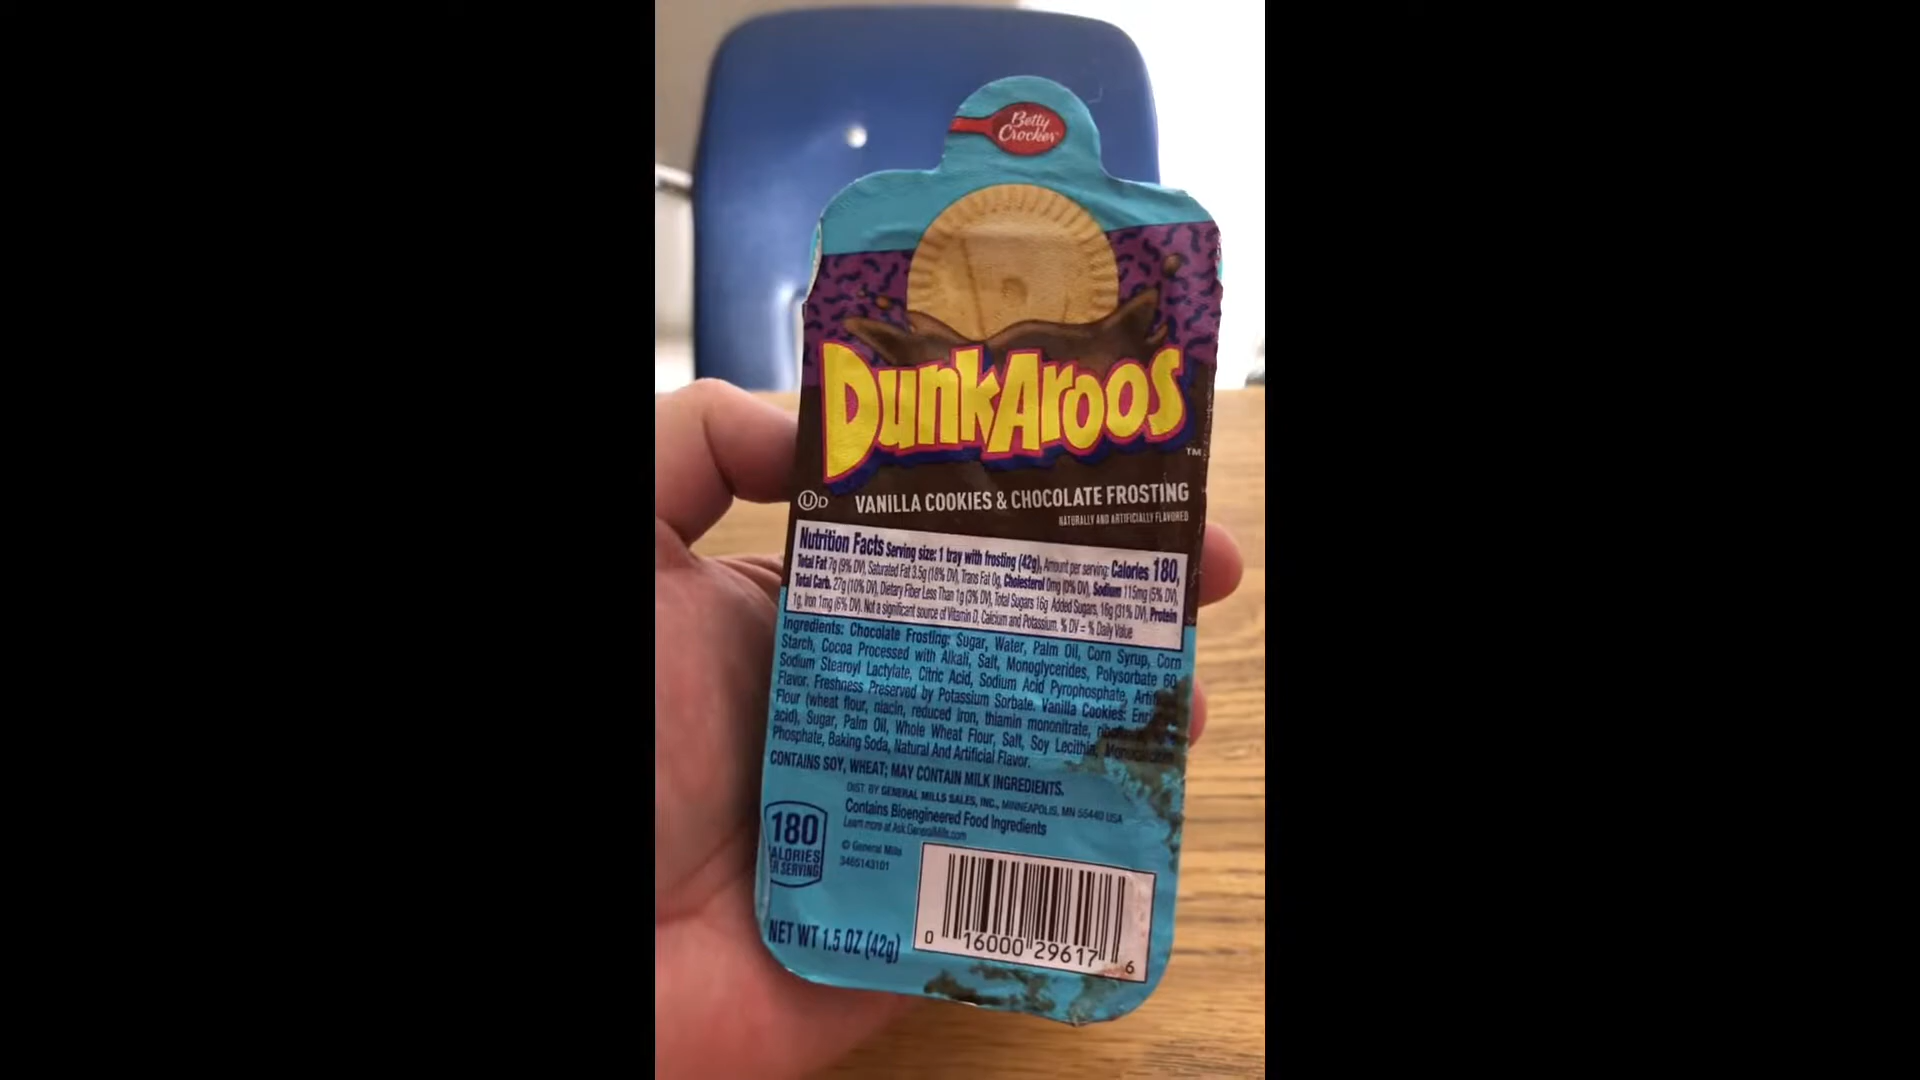 Betty
Crocker
DunkAroos
TM
UD VANILLA COOKIES & CHOCOLATE FROSTING
NATURALLY AND ARTIFICIALLY FLAVORED
Nutrition Facts Serving size: 1 tray with frosting (42g), Amount per serving: Calories 180,
Total Fat 7g (9% DV), Saturated Fat 3.5g (18% DV), Trans Fat 0g, Cholesterol 0mg (0% DV), Sodium 115mg (5% DV),
Total Carb. 27g (10% DV), Dietary Fiber Less Than 1g (3% DV), Total Sugars 16g Added Sugars, 16g (31% DV), Protein
1g, Iron 1mg (6% DV). Not a significant source of Vitamin D, Calcium and Potassium. % DV = % Daily Value
Ingredients: Chocolate Frosting: Sugar, Water, Palm Oil, Corn Syrup, Corn
Starch, Cocoa Processed with Alkali, Salt, Monoglycerides, Polysorbate 60,
Sodium Stearoyl Lactylate, Citric Acid, Sodium Acid Pyrophosphate,
Flavor. Freshness Preserved by Potassium Sorbate. Vanilla Cookies:
Flour (wheat flour, niacin, reduced iron, thiamin mononitrate,
acid), Sugar, Palm Oil, Whole Wheat Flour, Salt, Soy Lecithin,
Phosphate, Baking Soda, Natural And Artificial Flavor.
CONTAINS SOY, WHEAT; MAY CONTAIN MILK INGREDIENTS.
DIST. BY GENERAL MILLS SALES, INC., MINNEAPOLIS, MN 55440 USA
Contains Bioengineered Food Ingredients
Learn more at Ask.GeneralMills.com
180
ALORIES
ER SERVING
© General Mills
3465143101
NET WT 1.5 OZ (42g)
0 16000 29617 6